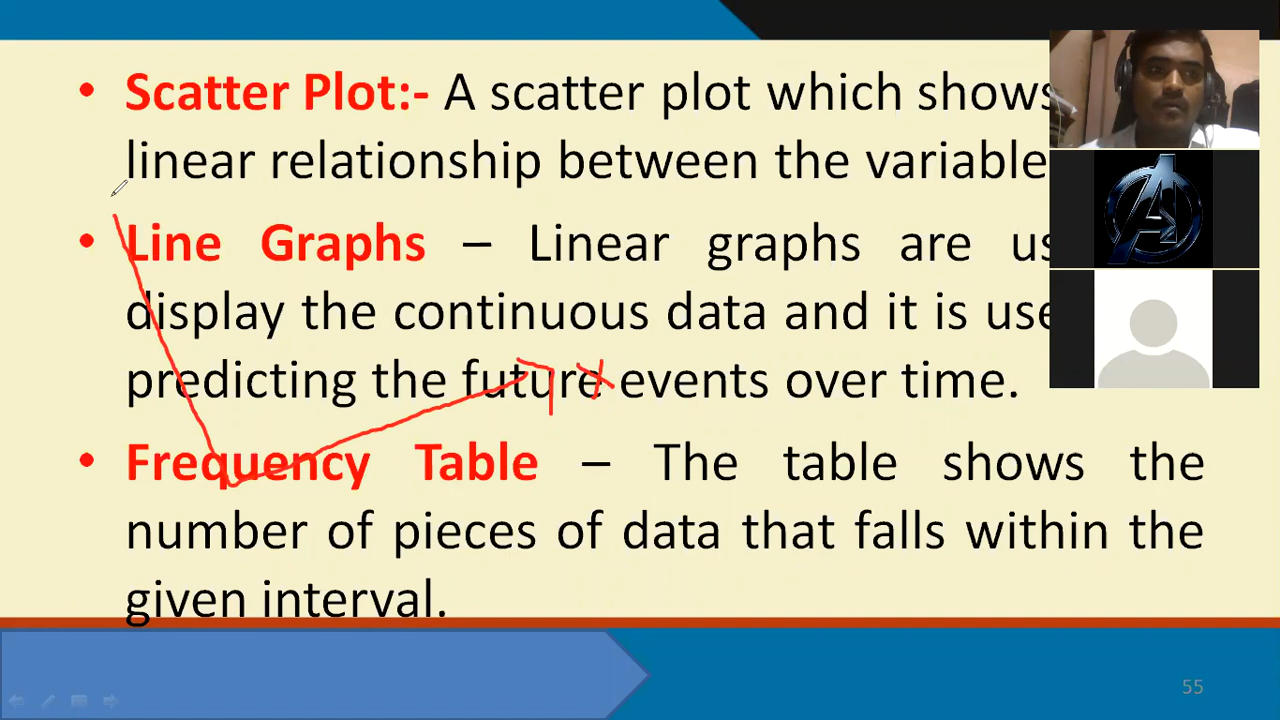 • Scatter Plot:- A scatter plot which shows
linear relationship between the variable
• Line Graphs – Linear graphs are us
display the continuous data and it is use
predicting the future events over time.
x
• Frequency Table – The table shows the
number of pieces of data that falls within the
given interval.
55